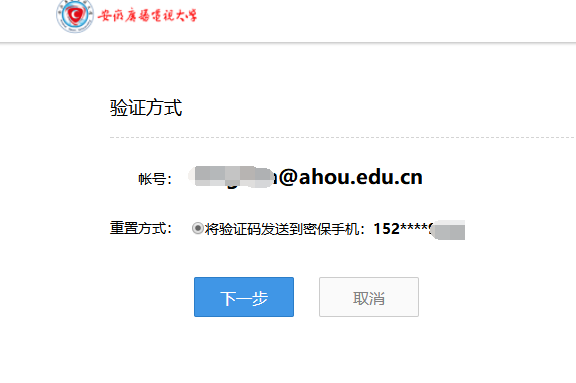 安徽广播电视大学
验证方式
帐号： @ahou.edu.cn
重置方式： 将验证码发送到密保手机：152****
下一步 取消